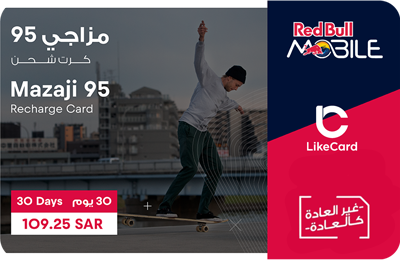 مزاجي 95
كرت شحن
Mazaji 95
Recharge Card
30 Days 30 يوم
109.25 SAR
Red Bull
MOBILE
LikeCard
غير العادة
كالعادة